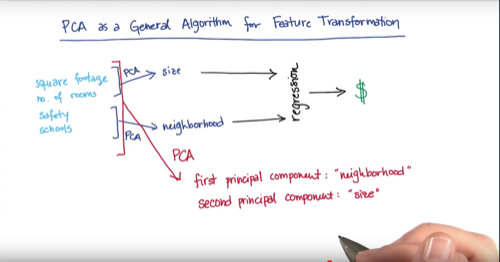 PCA as a General Algorithm for Feature Transformation
square footage
no. of rooms
safety
schools
PCA
size
PCA
neighborhood
regression
$
PCA
first principal component: "neighborhood"
second principal component: "size"